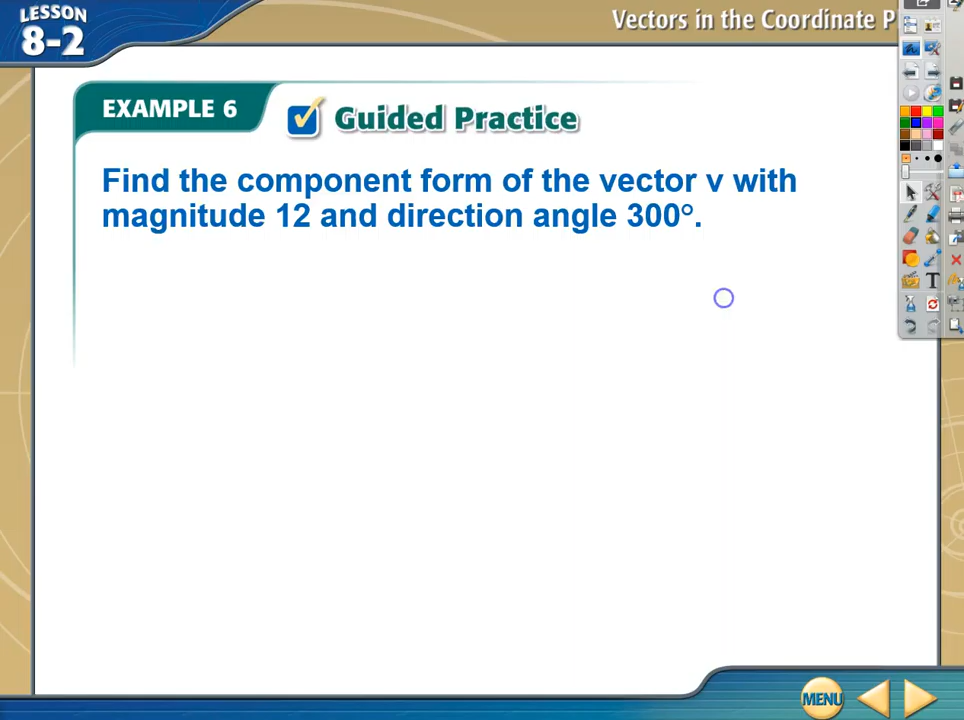 LESSON
8-2
Vectors in the Coordinate P
EXAMPLE 6
Guided Practice
Find the component form of the vector v with
magnitude 12 and direction angle 300°.
T
MENU